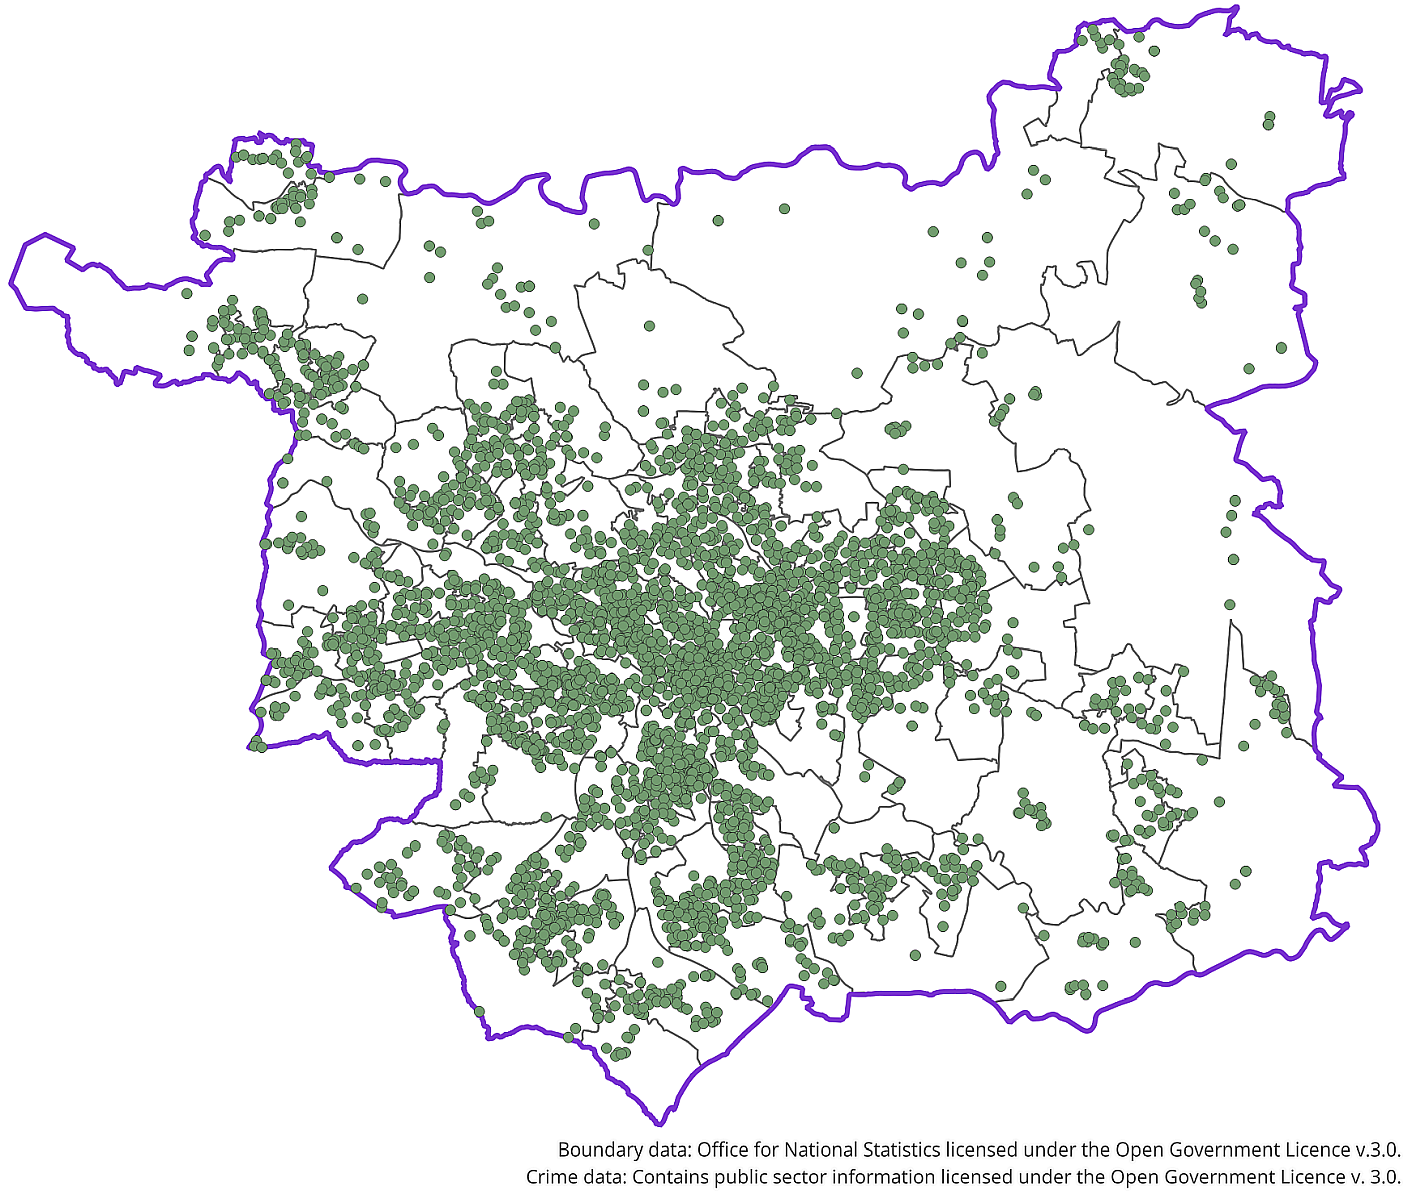 Boundary data: Office for National Statistics licensed under the Open Government Licence v.3.0.
Crime data: Contains public sector information licensed under the Open Government Licence v. 3.0.